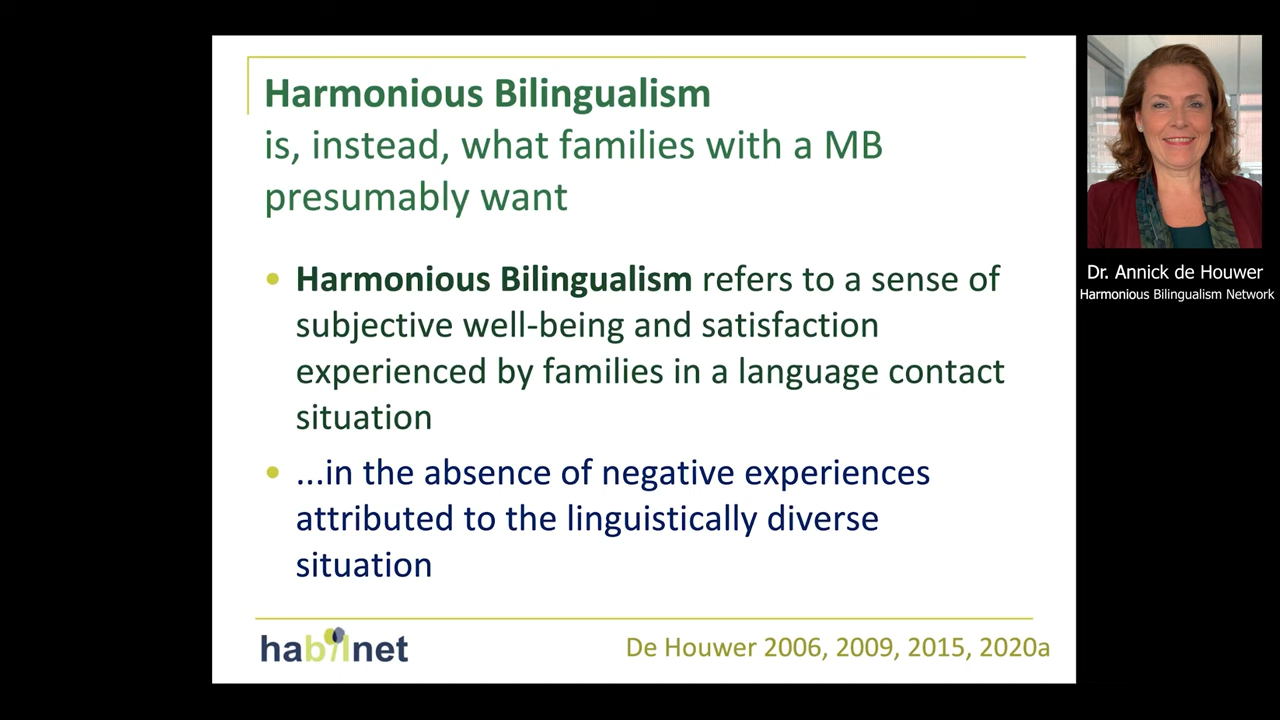 Harmonious Bilingualism
is, instead, what families with a MB
presumably want
• Harmonious Bilingualism refers to a sense of
subjective well-being and satisfaction
experienced by families in a language contact
situation
• ...in the absence of negative experiences
attributed to the linguistically diverse
situation
habilnet
De Houwer 2006, 2009, 2015, 2020a
Dr. Annick de Houwer
Harmonious Bilingualism Network